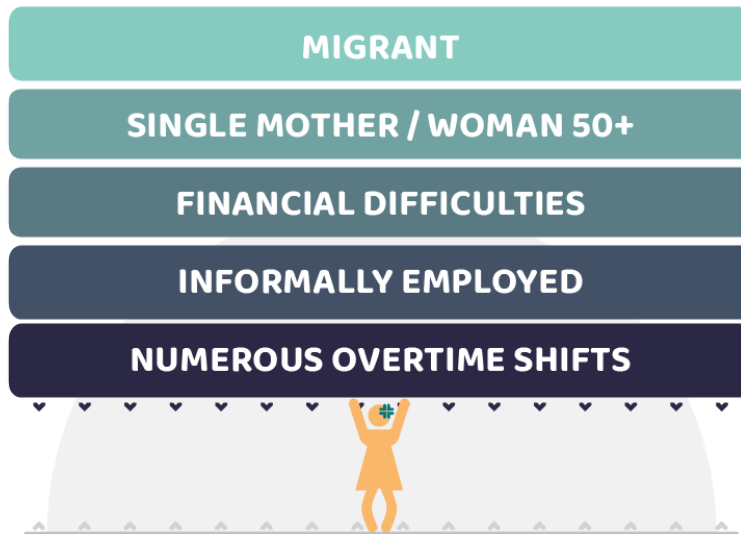 MIGRANT
SINGLE MOTHER / WOMAN 50+
FINANCIAL DIFFICULTIES
INFORMALLY EMPLOYED
NUMEROUS OVERTIME SHIFTS